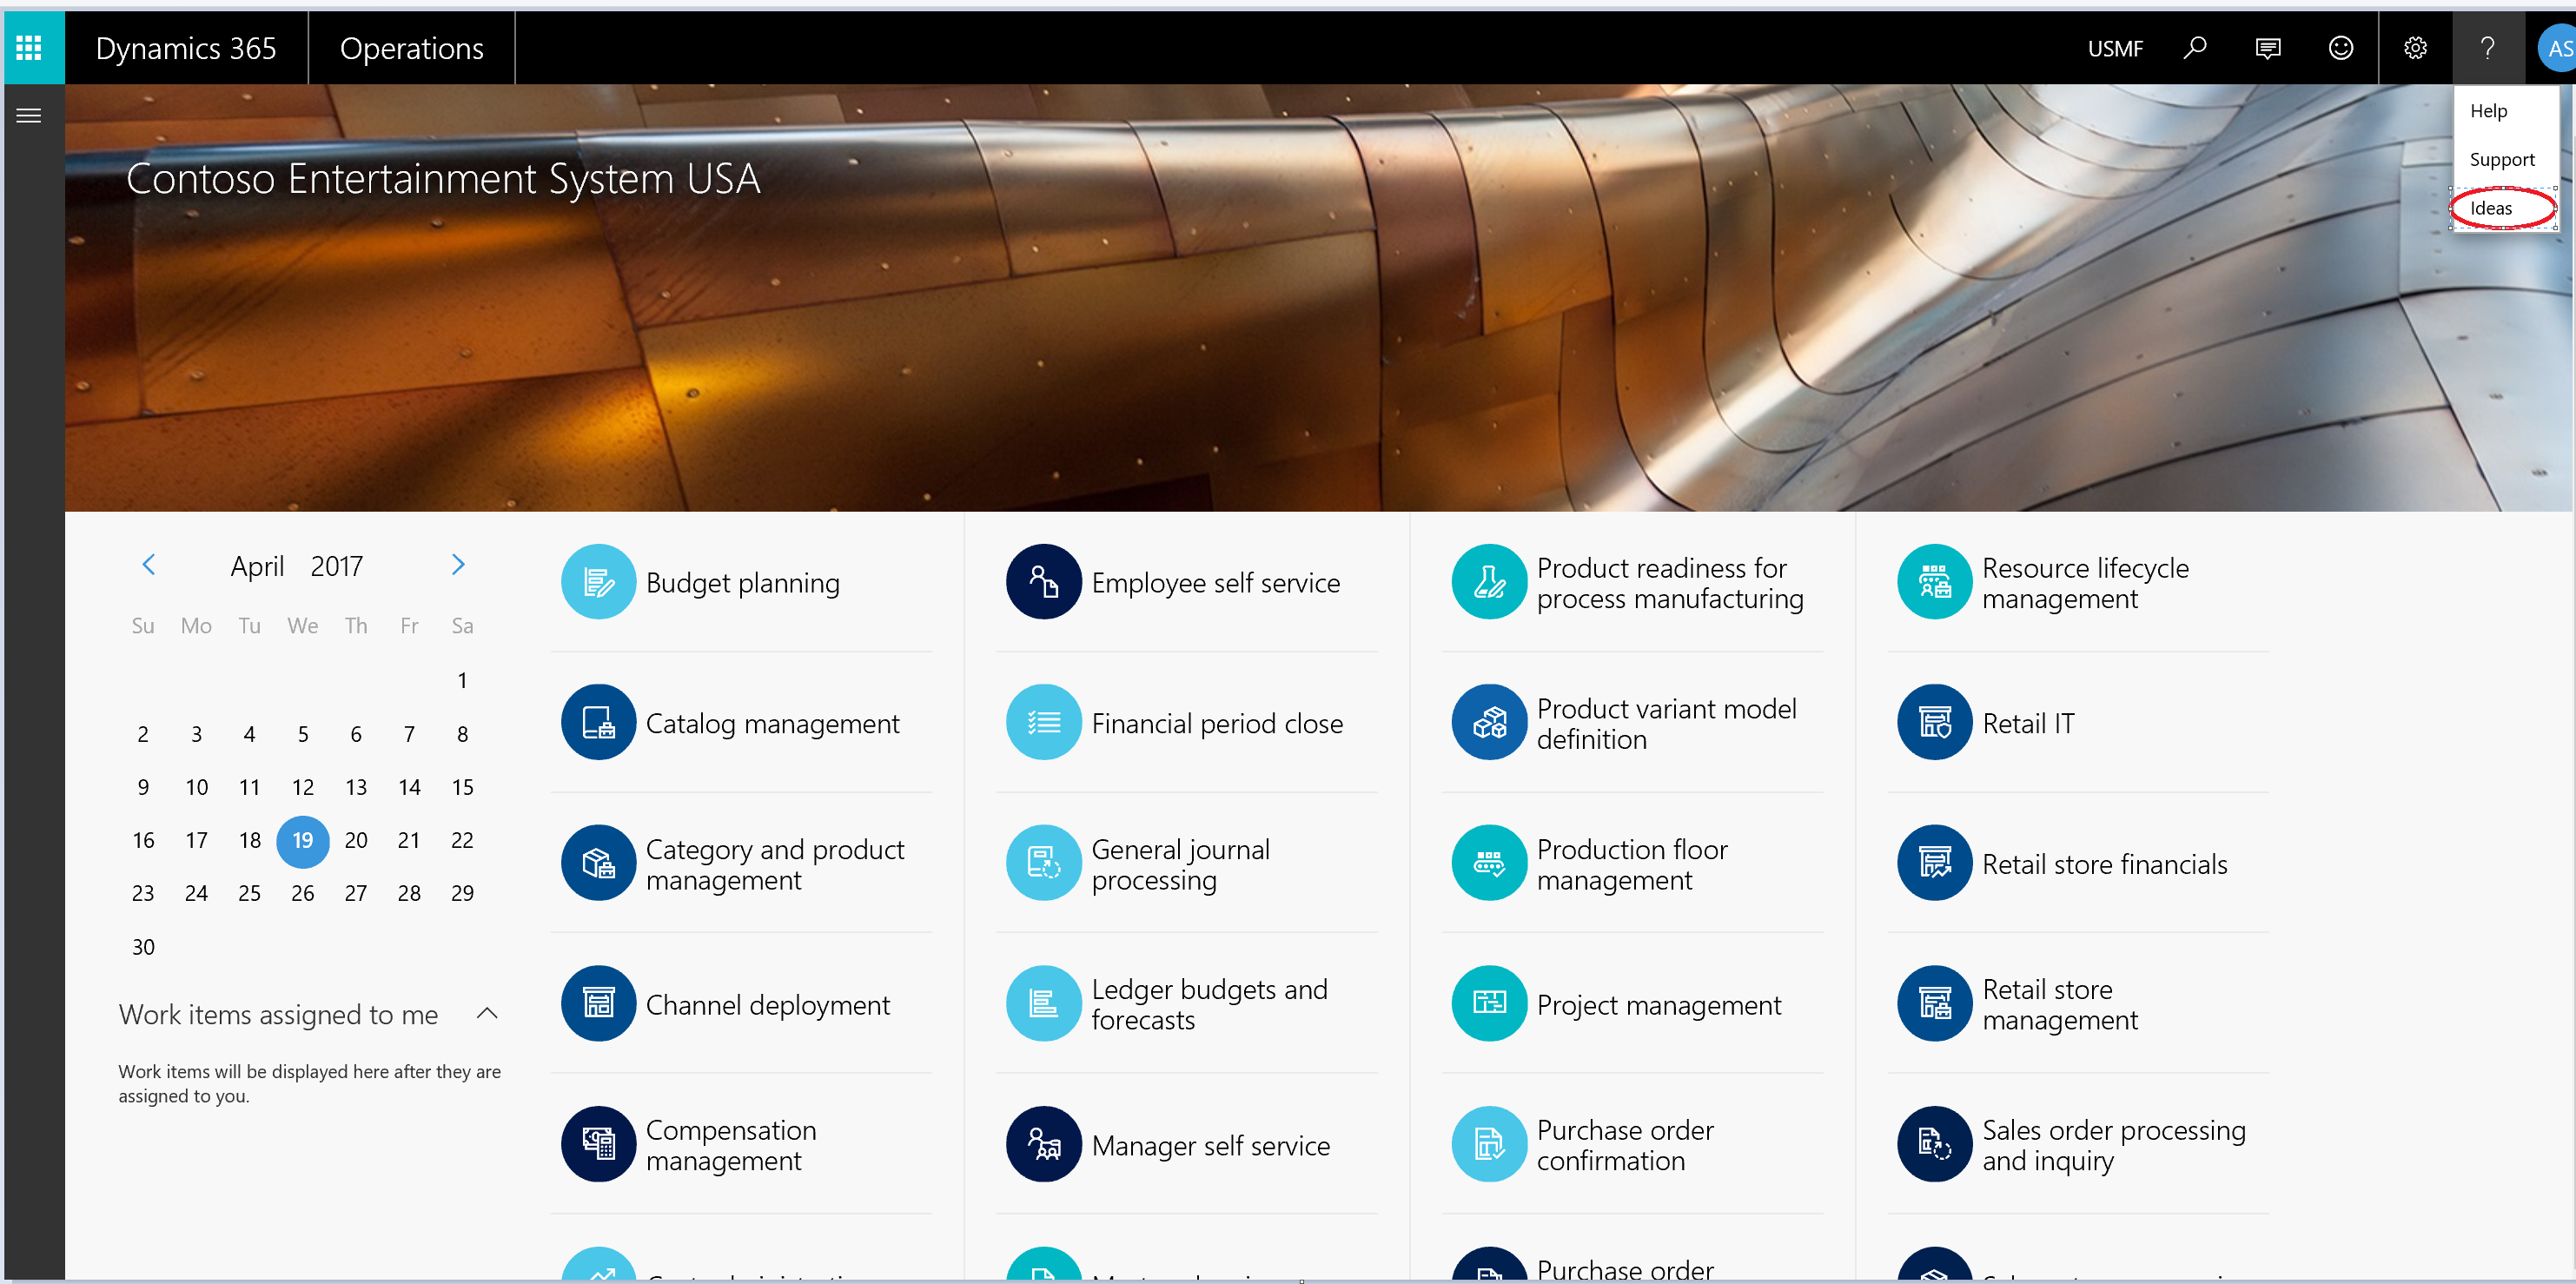 Dynamics 365
Operations
USMF
?
AS
Help
Support
Ideas
Contoso Entertainment System USA
April 2017
Su Mo Tu We Th Fr Sa
1
2 3 4 5 6 7 8
9 10 11 12 13 14 15
16 17 18 19 20 21 22
23 24 25 26 27 28 29
30
Work items assigned to me
Work items will be displayed here after they are
assigned to you.
Budget planning
Catalog management
Category and product
management
Channel deployment
Compensation
management
Employee self service
Financial period close
General journal
processing
Ledger budgets and
forecasts
Manager self service
Product readiness for
process manufacturing
Product variant model
definition
Production floor
management
Project management
Purchase order
confirmation
Purchase order
Resource lifecycle
management
Retail IT
Retail store financials
Retail store
management
Sales order processing
and inquiry